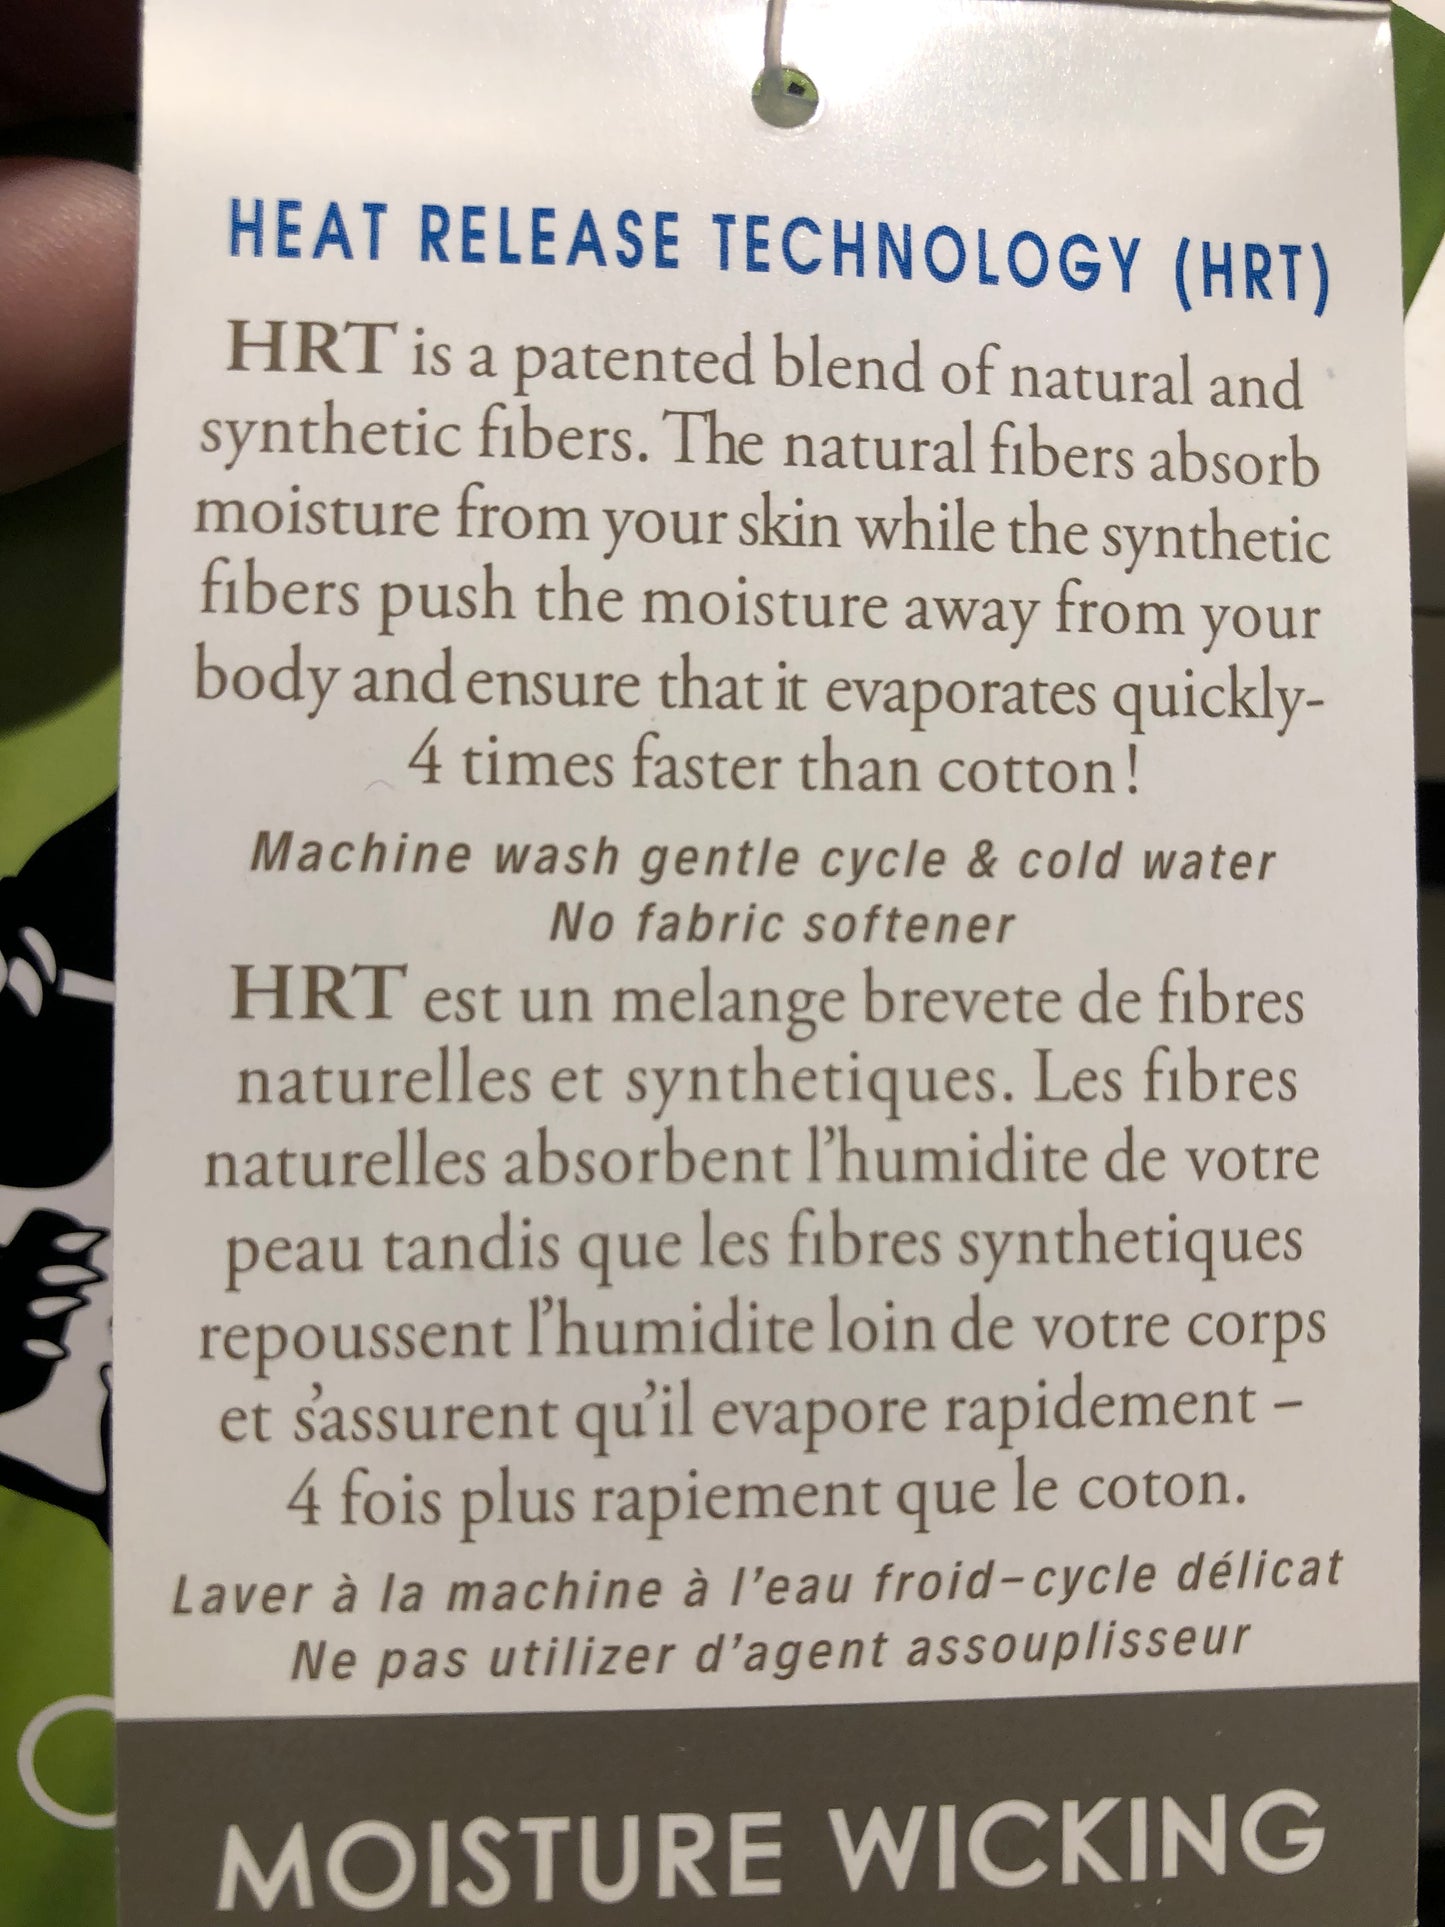 HEAT RELEASE TECHNOLOGY (HRT)
HRT is a patented blend of natural and
synthetic fibers. The natural fibers absorb
moisture from your skin while the synthetic
fibers push the moisture away from your
body and ensure that it evaporates quickly-
4 times faster than cotton!
Machine wash gentle cycle & cold water
No fabric softener
HRT est un melange brevete de fibres
naturelles et synthetiques. Les fibres
naturelles absorbent l’humidite de votre
peau tandis que les fibres synthetiques
repoussent l’humidite loin de votre corps
et s’assurent qu’il evapore rapidement –
4 fois plus rapiement que le coton.
Laver à la machine à l’eau froid–cycle délicat
Ne pas utilizer d’agent assouplisseur
MOISTURE WICKING